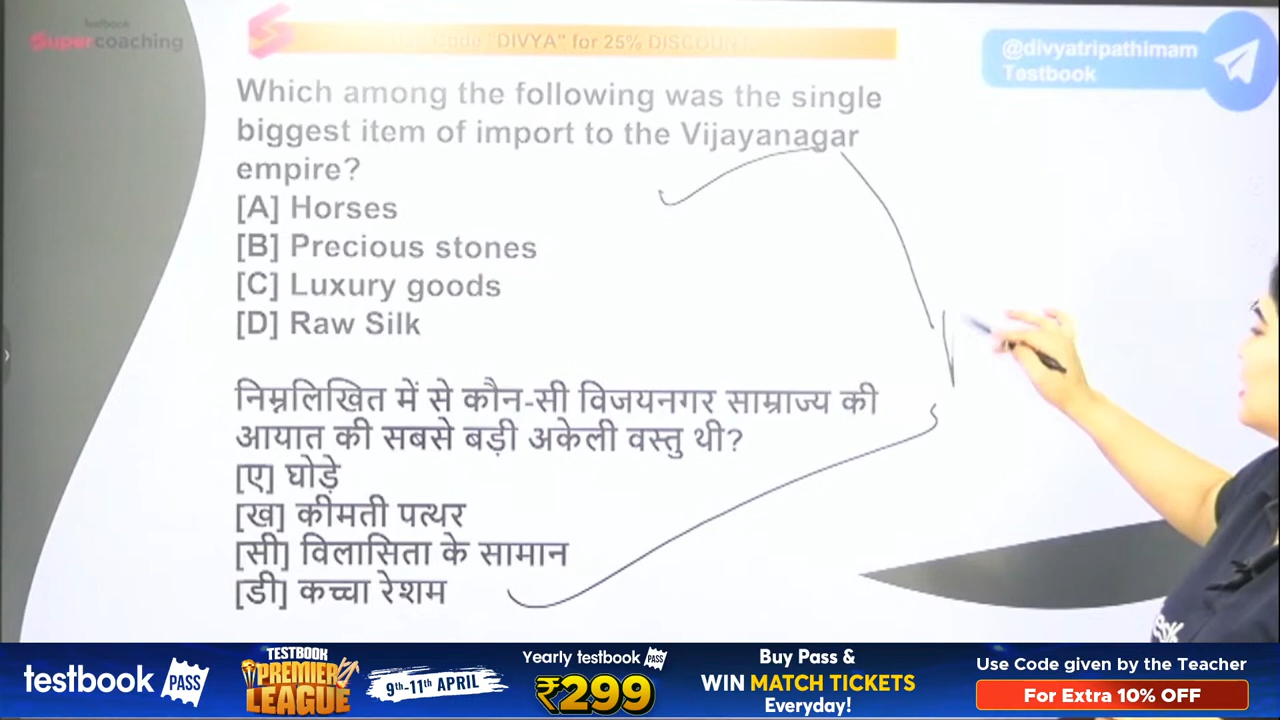 testbook
Supercoaching
Code "DIVYA" for 25% DISCOUNT
@divyatripathimam
Testbook
Which among the following was the single
biggest item of import to the Vijayanagar
empire?
[A] Horses
[B] Precious stones
[C] Luxury goods
[D] Raw Silk
निम्नलिखित में से कौन-सी विजयनगर साम्राज्य की
आयात की सबसे बड़ी अकेली वस्तु थी?
[ए] घोड़े
[ख] कीमती पत्थर
[सी] विलासिता के सामान
[डी] कच्चा रेशम
testbook PASS
TESTBOOK
PREMIER
LEAGUE
9th-11th APRIL
Yearly testbook PASS
₹299
Buy Pass &
WIN MATCH TICKETS
Everyday!
Use Code given by the Teacher
For Extra 10% OFF